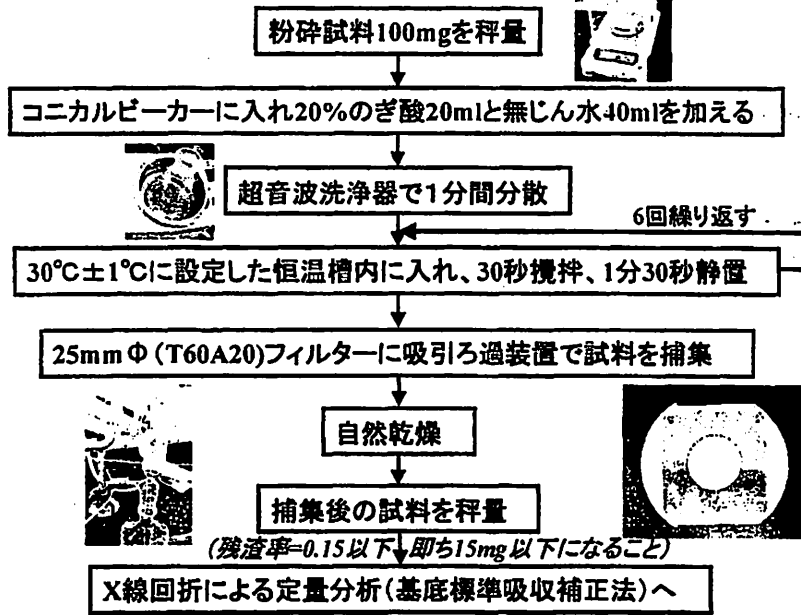 粉砕試料100mgを秤量
コニカルビーカーに入れ20%のぎ酸20mlと無じん水40mlを加える
超音波洗浄器で1分間分散
6回繰り返す
30℃±1℃に設定した恒温槽内に入れ、30秒攪拌、1分30秒静置
25mmΦ(T60A20)フィルターに吸引ろ過装置で試料を捕集
自然乾燥
捕集後の試料を秤量
(残渣率=0.15以下、即ち15mg以下になること)
X線回折による定量分析(基底標準吸収補正法)へ